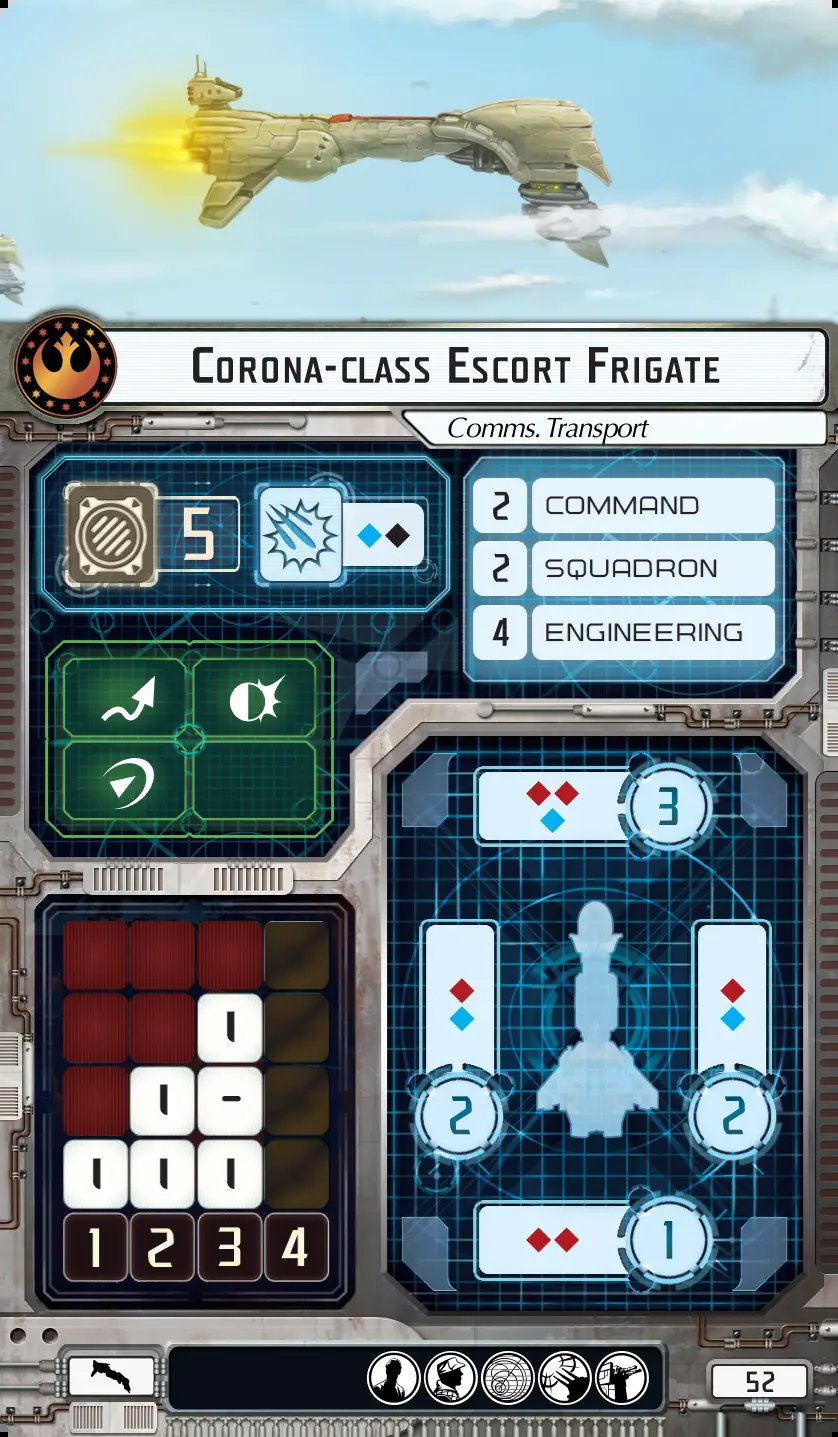 CORONA-CLASS ESCORT FRIGATE
Comms. Transport
5
2 COMMAND
2 SQUADRON
4 ENGINEERING
3
1
1 -
2 2
1 1 1
1 2 3 4
1
52